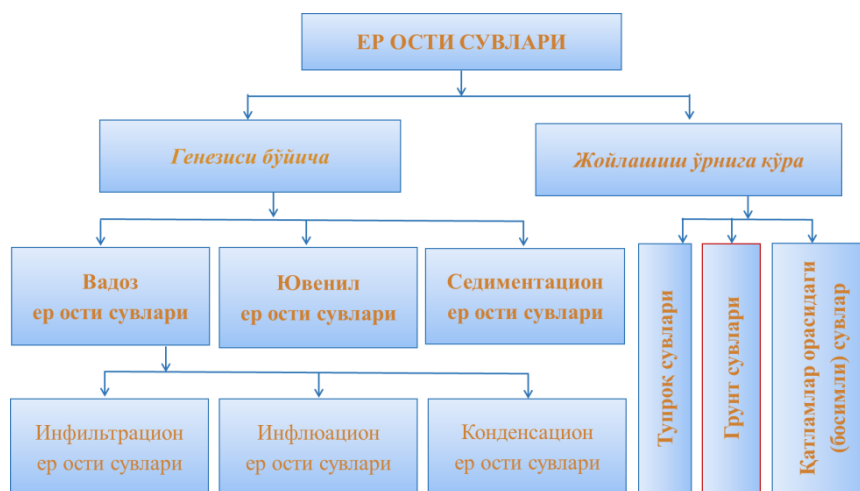 ЕР ОСТИ СУВЛАРИ
Генезиси бўйича
Жойлашиш ўрнига кўра
Вадоз
ер ости сувлари
Ювенил
ер ости сувлари
Седиментацион
ер ости сувлари
Инфильтрацион
ер ости сувлари
Инфлюацион
ер ости сувлари
Конденсацион
ер ости сувлари
Тупроқ сувлари
Грунт сувлари
Қатламлар орасидаги
(босимли) сувлар